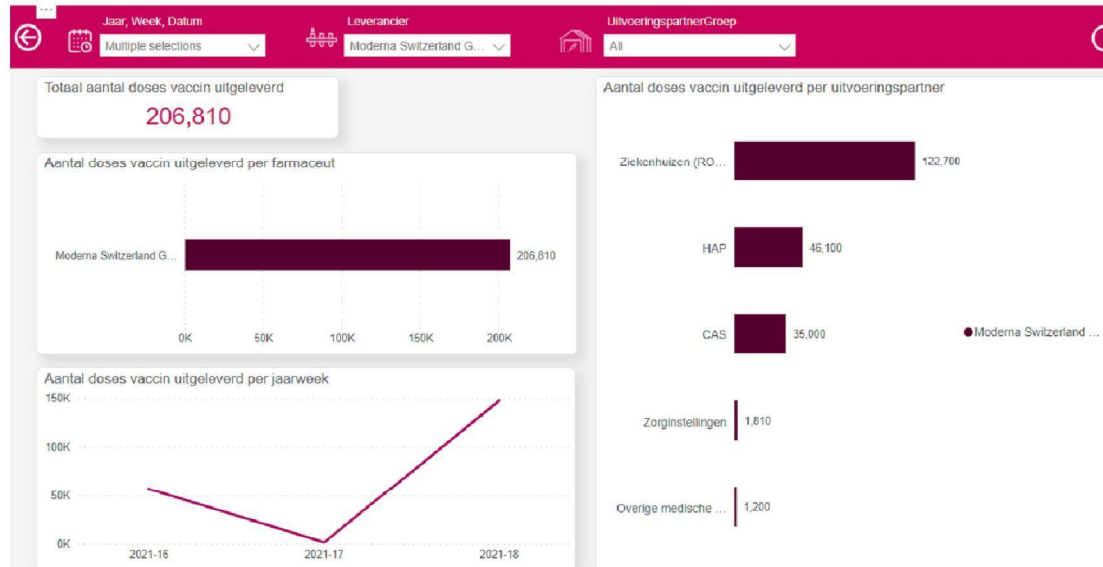 Jaar, Week, Datum
Multiple selections
Leverancier
Moderna Switzerland G...
UitvoeringspartnerGroep
All
Totaal aantal doses vaccin uitgeleverd
206,810
Aantal doses vaccin uitgeleverd per farmaceut
Moderna Switzerland G...
206,810
0K 50K 100K 150K 200K
Aantal doses vaccin uitgeleverd per jaarweek
150K
100K
50K
0K
2021-16 2021-17 2021-18
Aantal doses vaccin uitgeleverd per uitvoeringspartner
Ziekenhuizen (RO... 122,700
HAP 46,100
CAS 35,000
Zorginstellingen 1,810
Overige medische ... 1,200
Moderna Switzerland ...